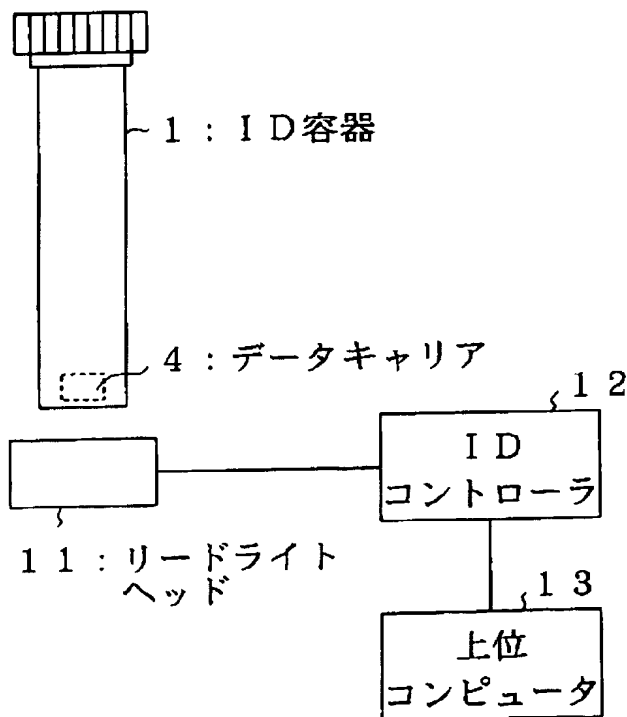 1:ID容器
4:データキャリア
12
ID
コントローラ
11:リードライト
ヘッド
13
上位
コンピュータ